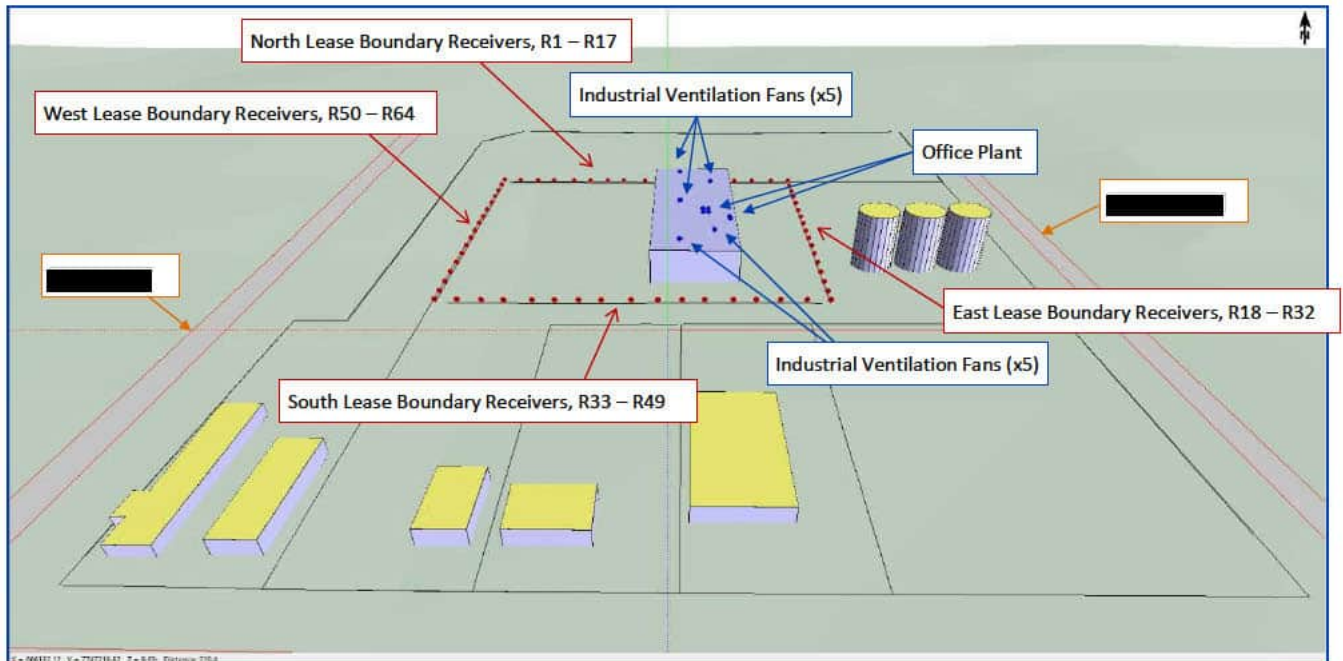 N
North Lease Boundary Receivers, R1 – R17
Industrial Ventilation Fans (x5)
West Lease Boundary Receivers, R50 – R64
Office Plant
East Lease Boundary Receivers, R18 – R32
Industrial Ventilation Fans (x5)
South Lease Boundary Receivers, R33 – R49